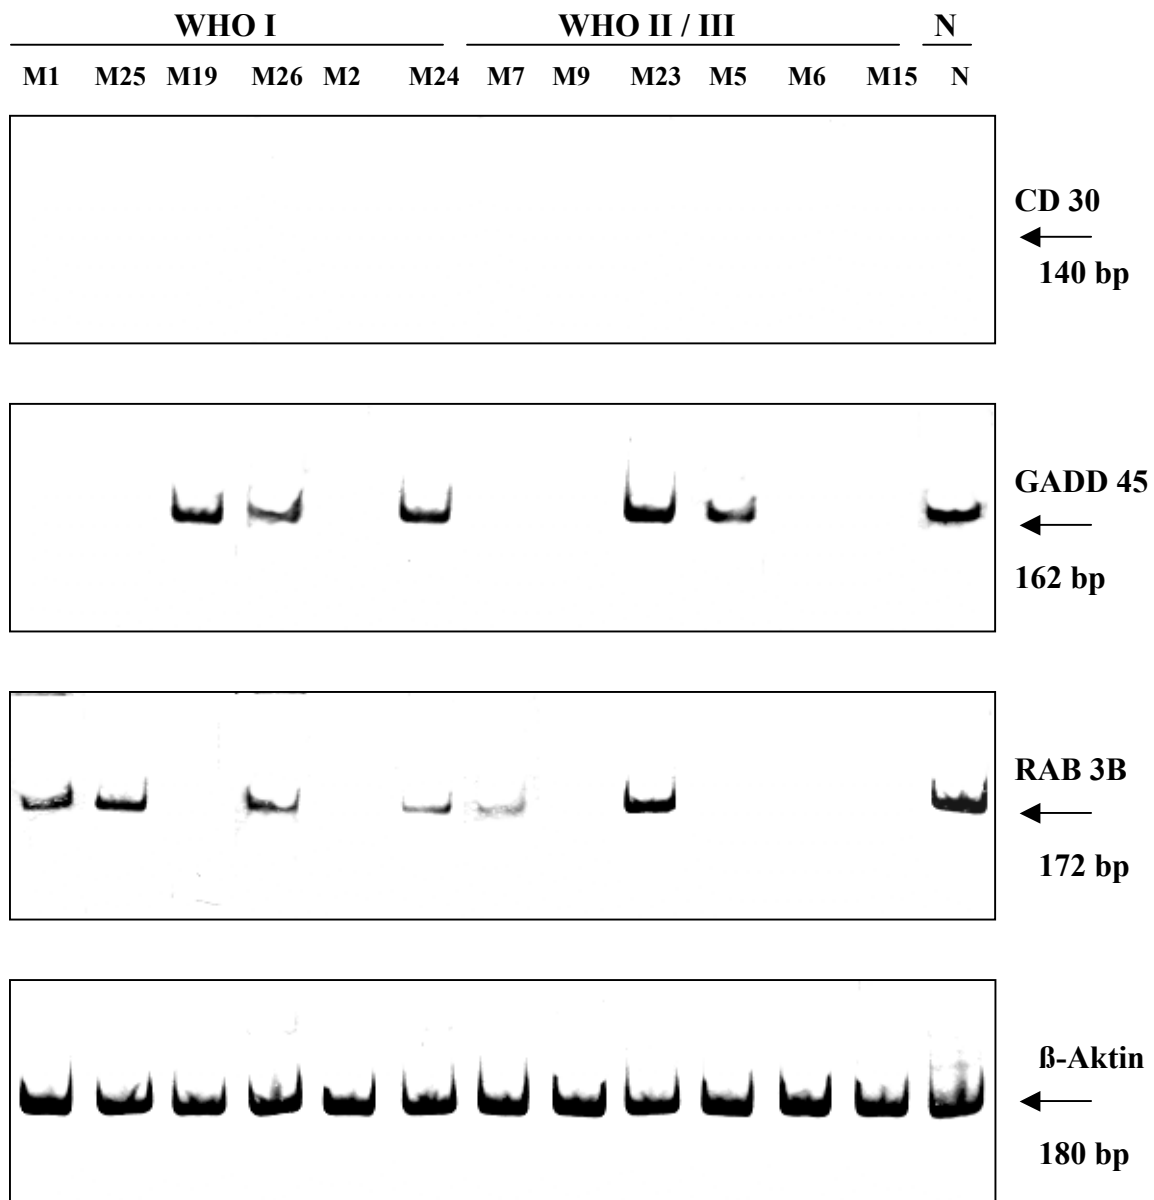 WHO I WHO II / III N
M1 M25 M19 M26 M2 M24 M7 M9 M23 M5 M6 M15 N
CD 30
140 bp
GADD 45
162 bp
RAB 3B
172 bp
ß-Aktin
180 bp